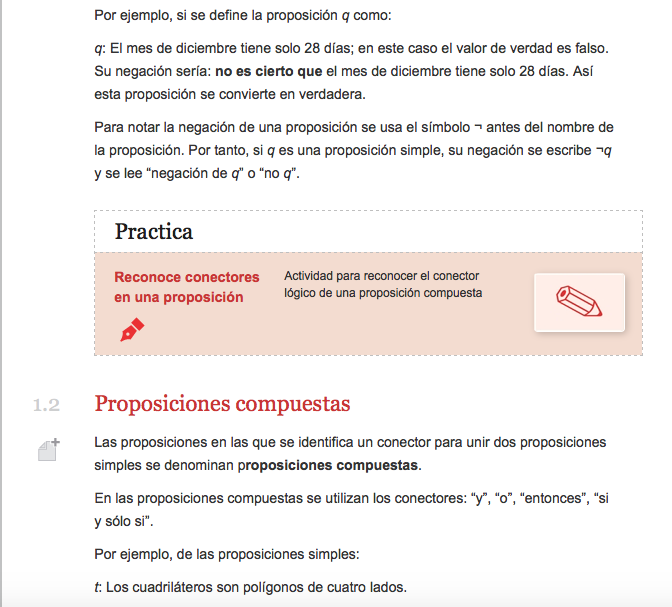 Por ejemplo, si se define la proposición q como:
q: El mes de diciembre tiene solo 28 días; en este caso el valor de verdad es falso.
Su negación sería: no es cierto que el mes de diciembre tiene solo 28 días. Así
esta proposición se convierte en verdadera.
Para notar la negación de una proposición se usa el símbolo ¬ antes del nombre de
la proposición. Por tanto, si q es una proposición simple, su negación se escribe ¬q
y se lee “negación de q” o “no q”.
Practica
Reconoce conectores
en una proposición
Actividad para reconocer el conector
lógico de una proposición compuesta
1.2 Proposiciones compuestas
Las proposiciones en las que se identifica un conector para unir dos proposiciones
simples se denominan proposiciones compuestas.
En las proposiciones compuestas se utilizan los conectores: “y”, “o”, “entonces”, “si
y sólo si”.
Por ejemplo, de las proposiciones simples:
t: Los cuadriláteros son polígonos de cuatro lados.